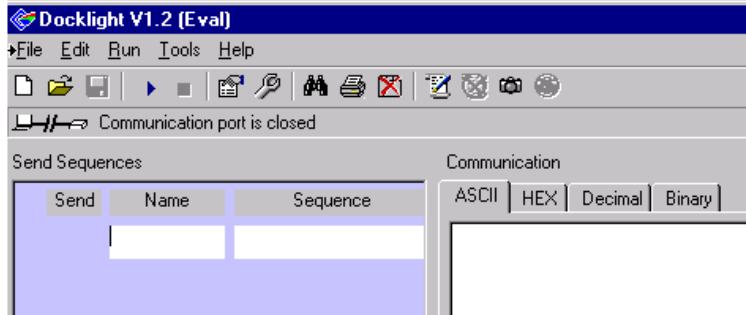 Docklight V1.2 (Eval)
File Edit Run Tools Help
Communication port is closed
Send Sequences Communication
Send Name Sequence ASCII HEX Decimal Binary